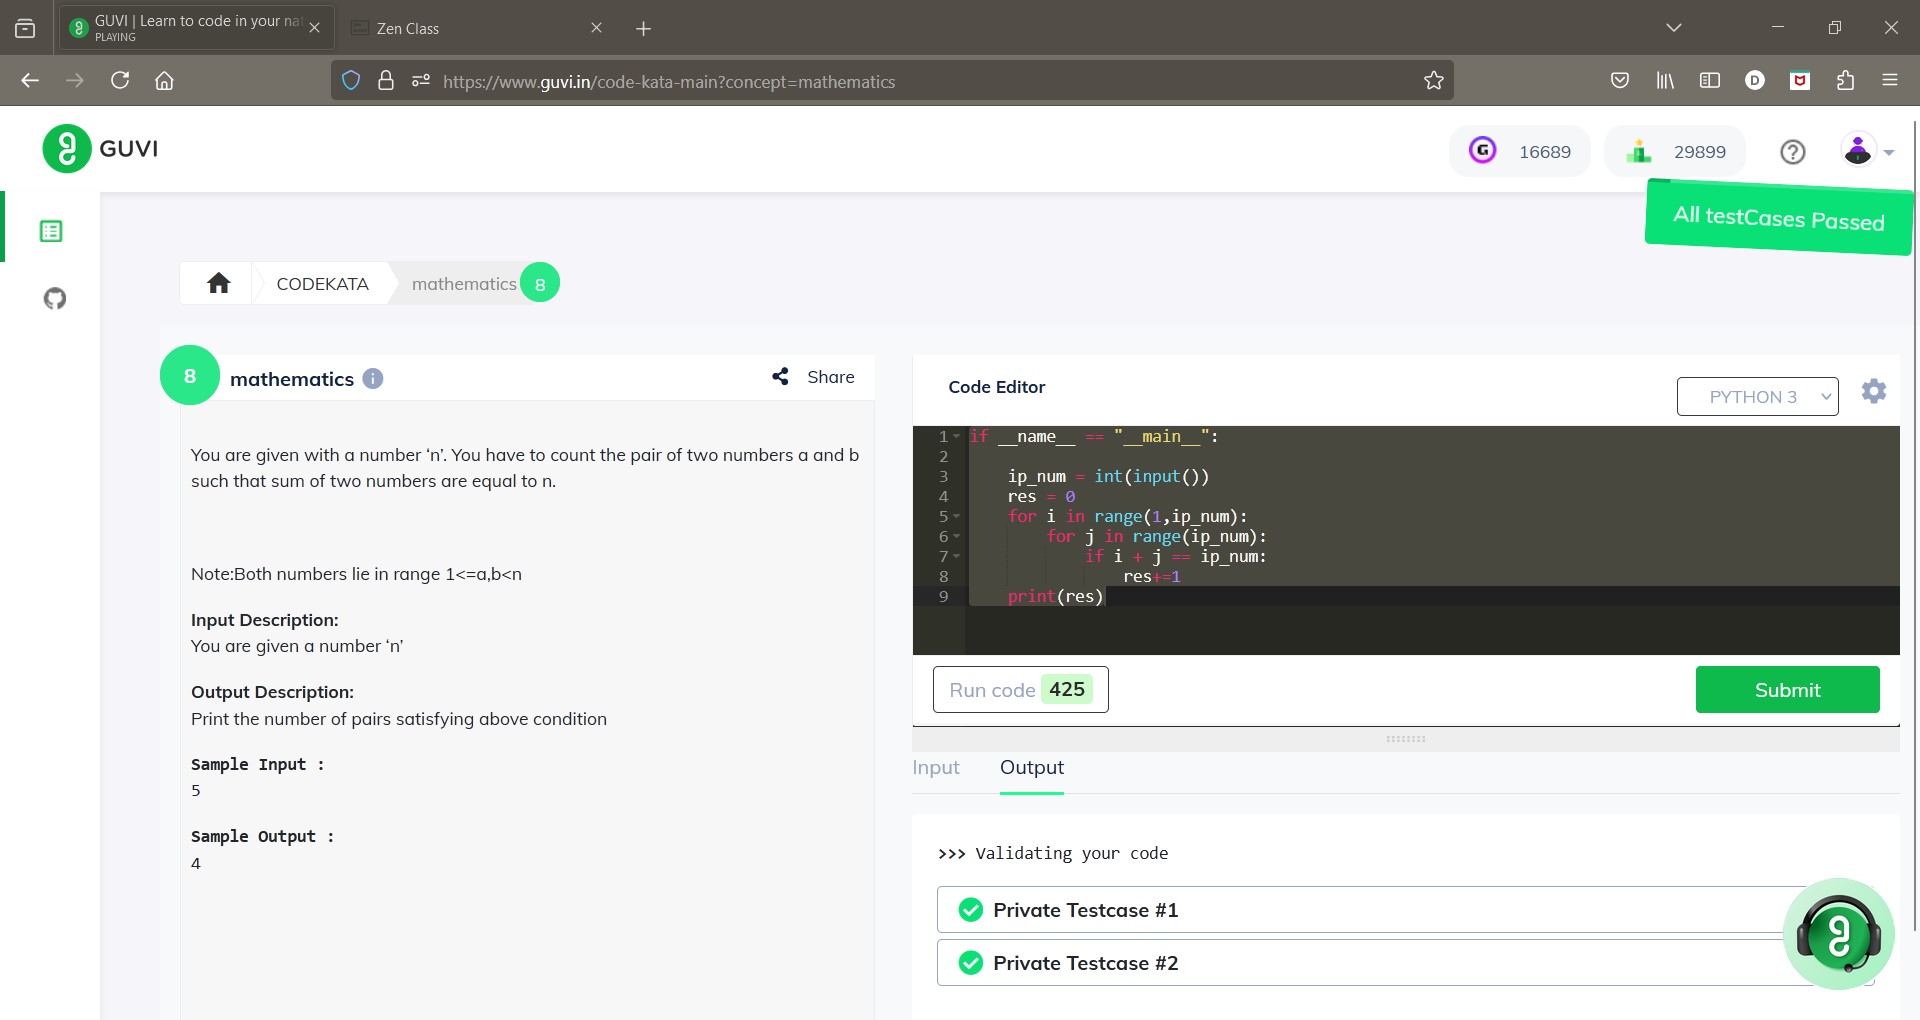 GUVI | Learn to code in your nat
PLAYING
Zen Class
https://www.guvi.in/code-kata-main?concept=mathematics
D
GUVI
G
16689
29899
All testCases Passed
CODEKATA
mathematics
8
8
mathematics
Share
Code Editor
PYTHON 3
You are given with a number ‘n’. You have to count the pair of two numbers a and b
such that sum of two numbers are equal to n.
Note:Both numbers lie in range 1<=a,b<n
Input Description:
You are given a number ‘n’
Output Description:
Print the number of pairs satisfying above condition
Sample Input :
5
Sample Output :
4
1 if __name__ == "__main__":
2
3 ip_num = int(input())
4 res = 0
5 for i in range(1,ip_num):
6 for j in range(ip_num):
7 if i + j == ip_num:
8 res+=1
9 print(res)
Run code 425
Submit
Input
Output
>>> Validating your code
Private Testcase #1
Private Testcase #2